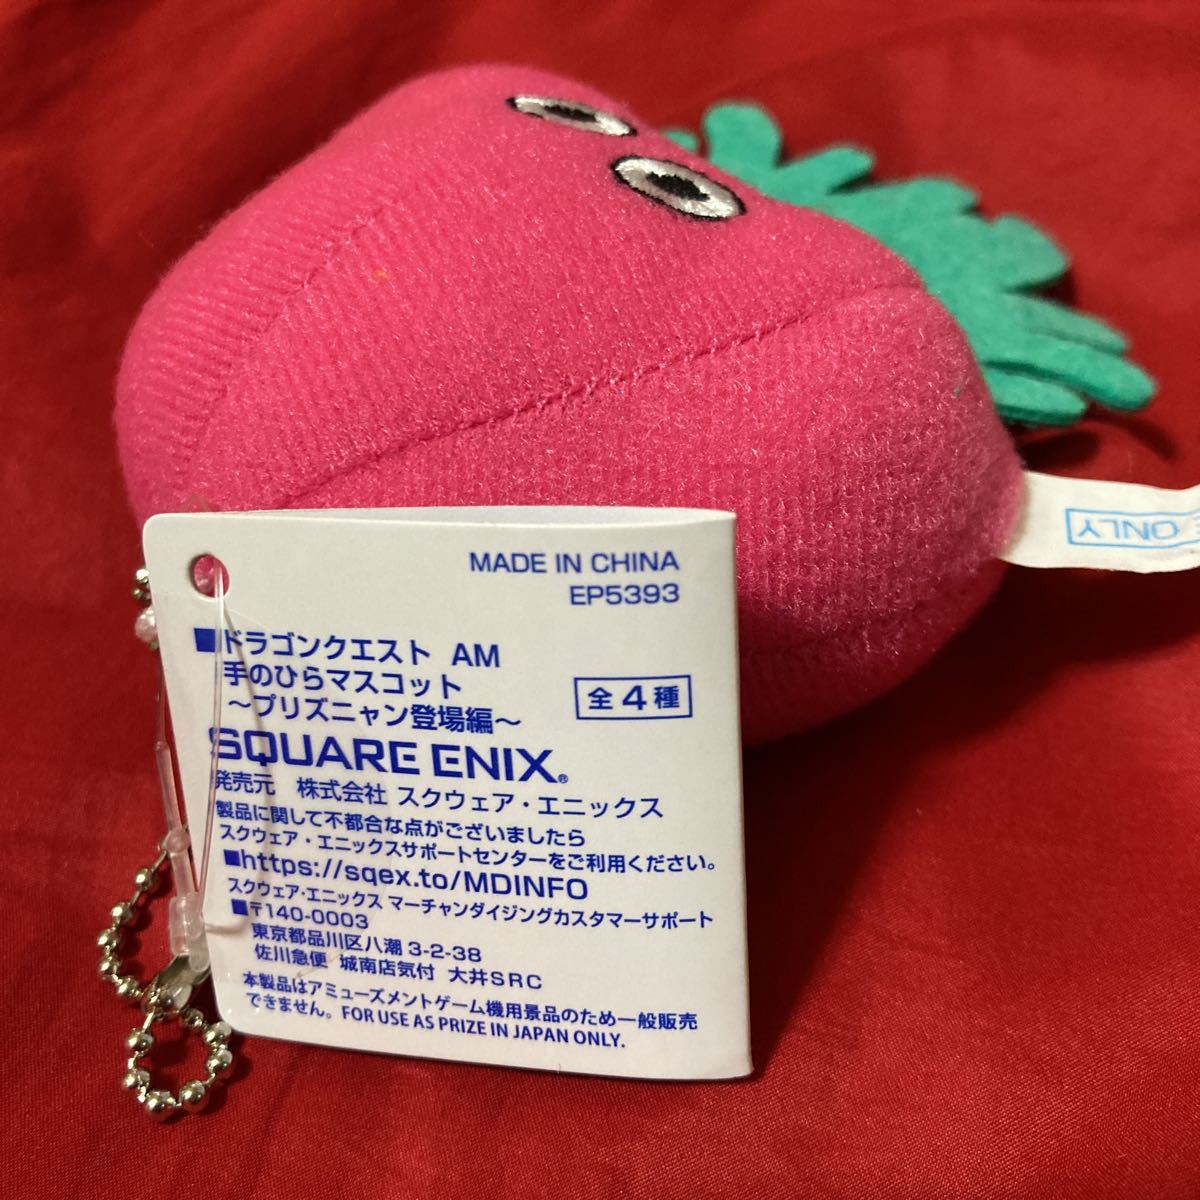 MADE IN CHINA
EP5393
■ドラゴンクエスト AM
手のひらマスコット
～プリズニャン登場編～
全4種
SQUARE ENIX®
発売元 株式会社 スクウェア・エニックス
製品に関して不都合な点がございましたら
スクウェア・エニックスサポートセンターをご利用ください。
■https://sqex.to/MDINFO
スクウェア・エニックス マーチャンダイジングカスタマーサポート
■〒140-0003
東京都品川区八潮3-2-38
佐川急便 城南店気付 大井SRC
本製品はアミューズメントゲーム機用景品のため一般販売
できません。FOR USE AS PRIZE IN JAPAN ONLY.
ONLY